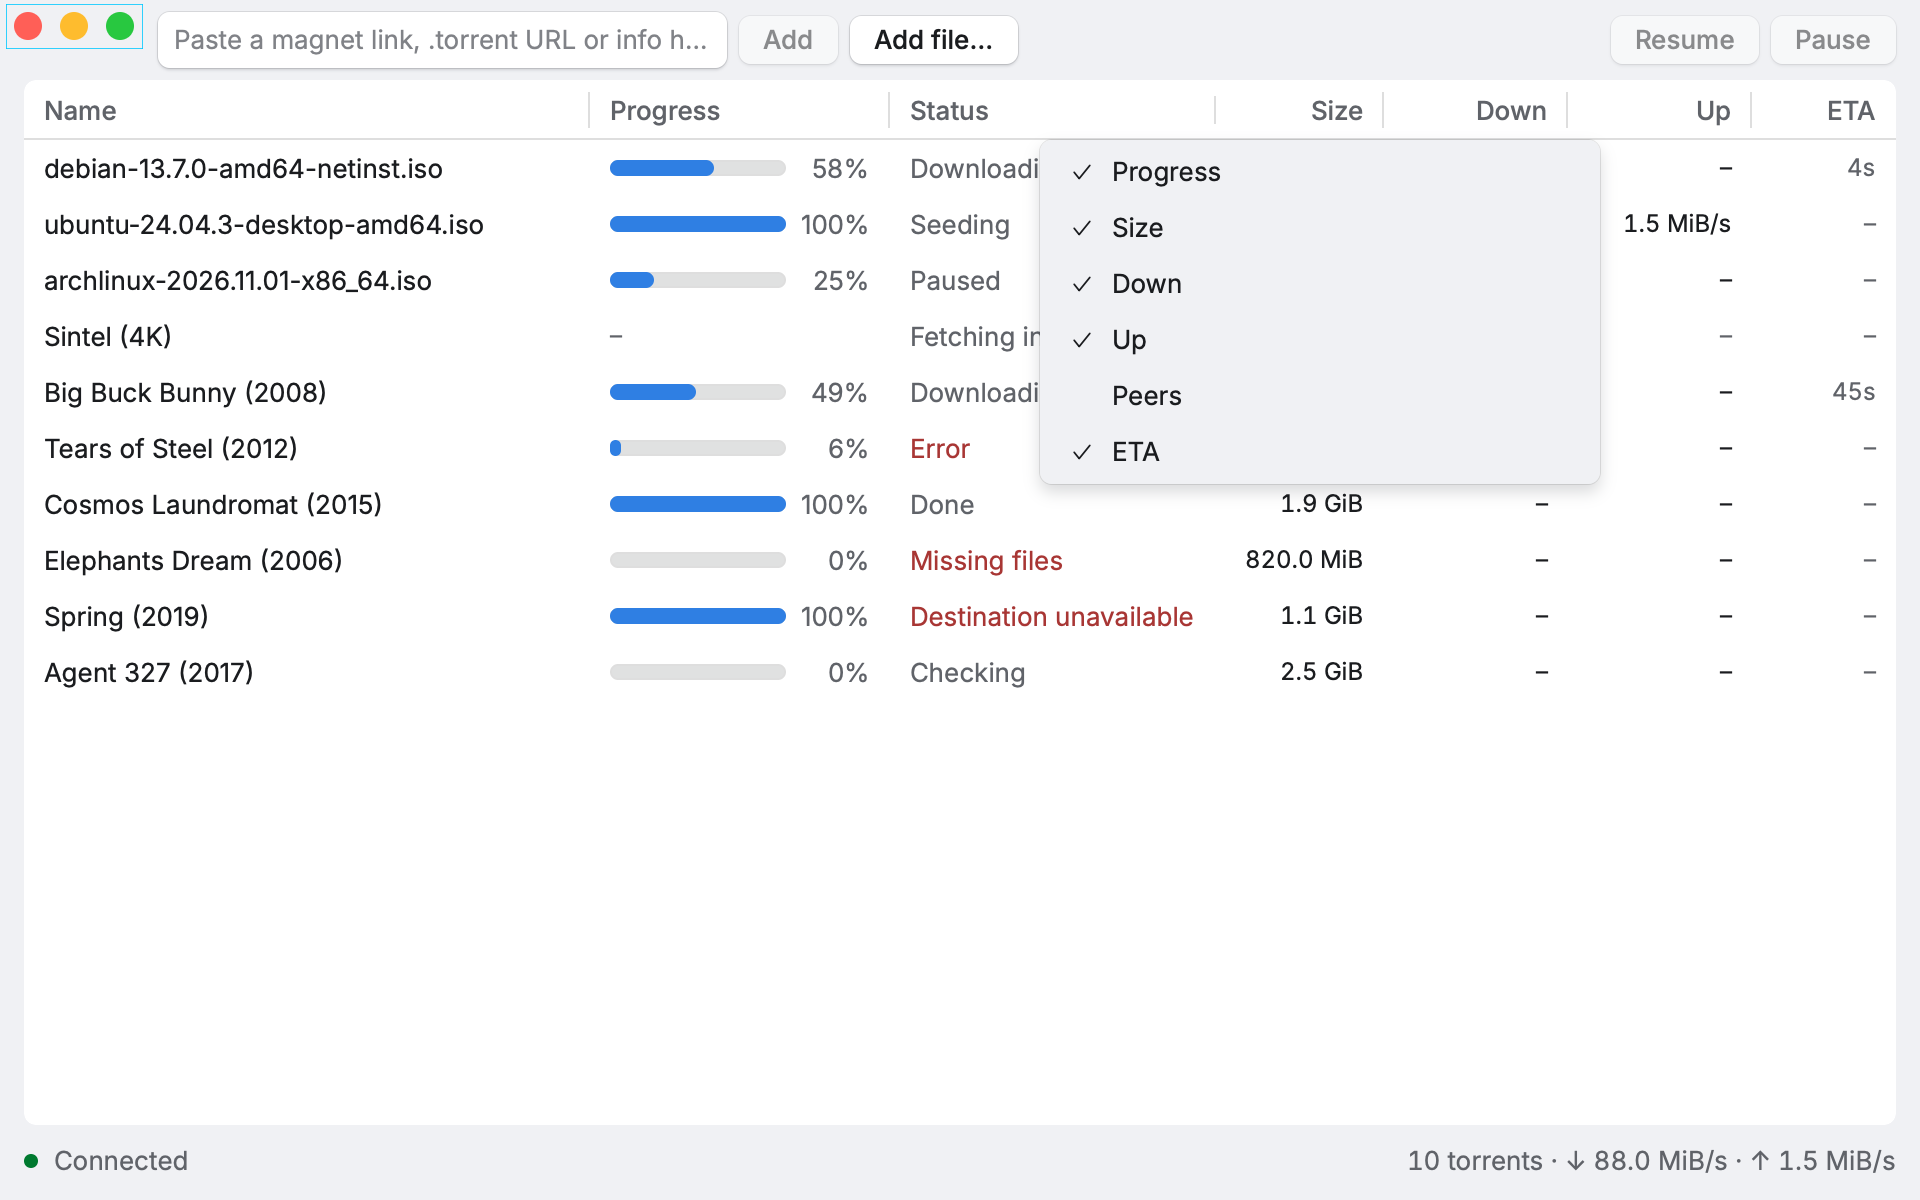 Paste a magnet link, .torrent URL or info h... Add Add file... Resume Pause
Name Progress Status Size Down Up ETA
debian-13.7.0-amd64-netinst.iso 58% Downloadi – 4s
ubuntu-24.04.3-desktop-amd64.iso 100% Seeding 1.5 MiB/s –
archlinux-2026.11.01-x86_64.iso 25% Paused – –
Sintel (4K) – Fetching in – –
Big Buck Bunny (2008) 49% Downloadi – 45s
Tears of Steel (2012) 6% Error – –
Cosmos Laundromat (2015) 100% Done 1.9 GiB – – –
Elephants Dream (2006) 0% Missing files 820.0 MiB – – –
Spring (2019) 100% Destination unavailable 1.1 GiB – – –
Agent 327 (2017) 0% Checking 2.5 GiB – – –
✓ Progress
✓ Size
✓ Down
✓ Up
Peers
✓ ETA
Connected 10 torrents · ↓ 88.0 MiB/s · ↑ 1.5 MiB/s